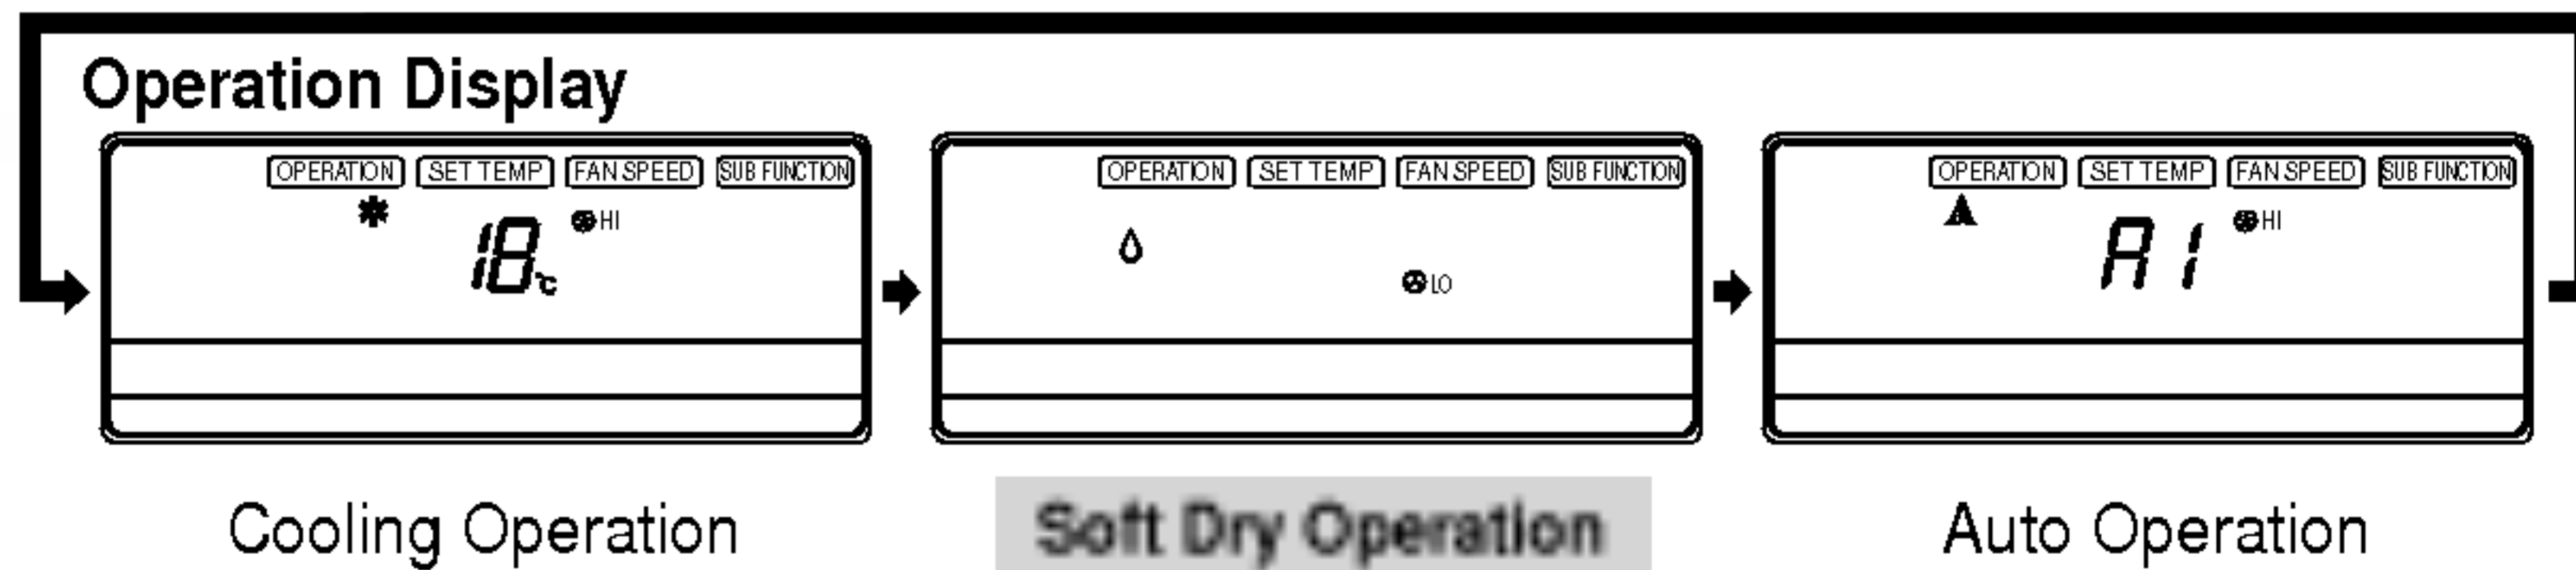 Operation Display
OPERATION SET TEMP FAN SPEED SUB FUNCTION
HI
18°C
OPERATION SET TEMP FAN SPEED SUB FUNCTION
LO
OPERATION SET TEMP FAN SPEED SUB FUNCTION
A1 HI
Cooling Operation
Soft Dry Operation
Auto Operation